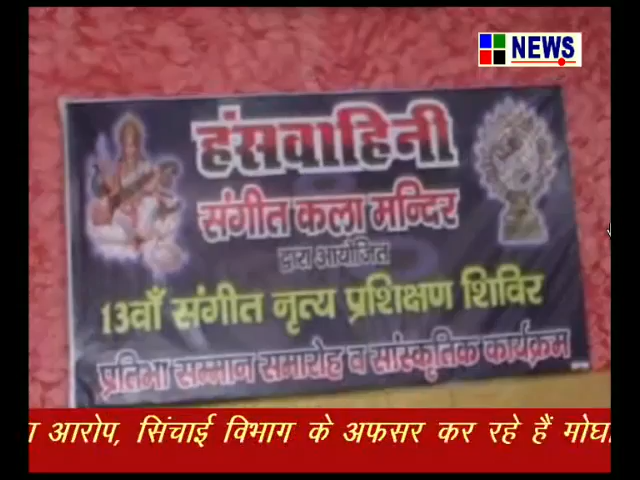 NEWS
हंसवाहिनी
संगीत कला मन्दिर
द्वारा आयोजित
13वाँ संगीत नृत्य प्रशिक्षण शिविर
प्रतिभा सम्मान समारोह व सांस्कृतिक कार्यक्रम
आरोप, सिंचाई विभाग के अफसर कर रहे हैं